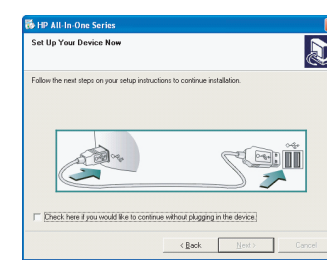 HP All-In-One Series
Set Up Your Device Now
Follow the next steps on your setup instructions to continue installation.
Check here if you would like to continue without plugging in the device.
< Back
Next >
Cancel